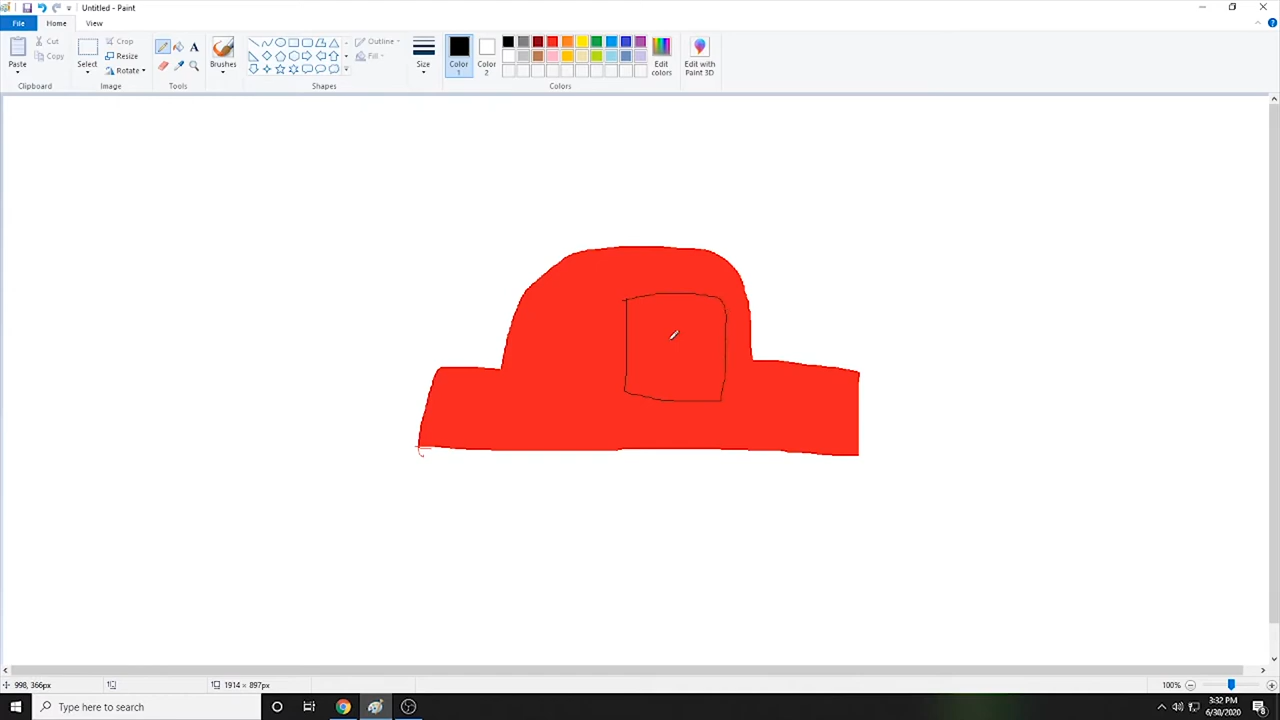 Untitled - Paint
File Home View
Paste
Cut
Copy
Clipboard
Select
Crop
Resize
Rotate
Image
Tools
Brushes
Outline
Fill
Shapes
Size
Color 1
Color 2
Edit colors
Colors
Edit with Paint 3D
998, 366px
1914 × 897px
100%
Type here to search
3:32 PM
6/30/2020